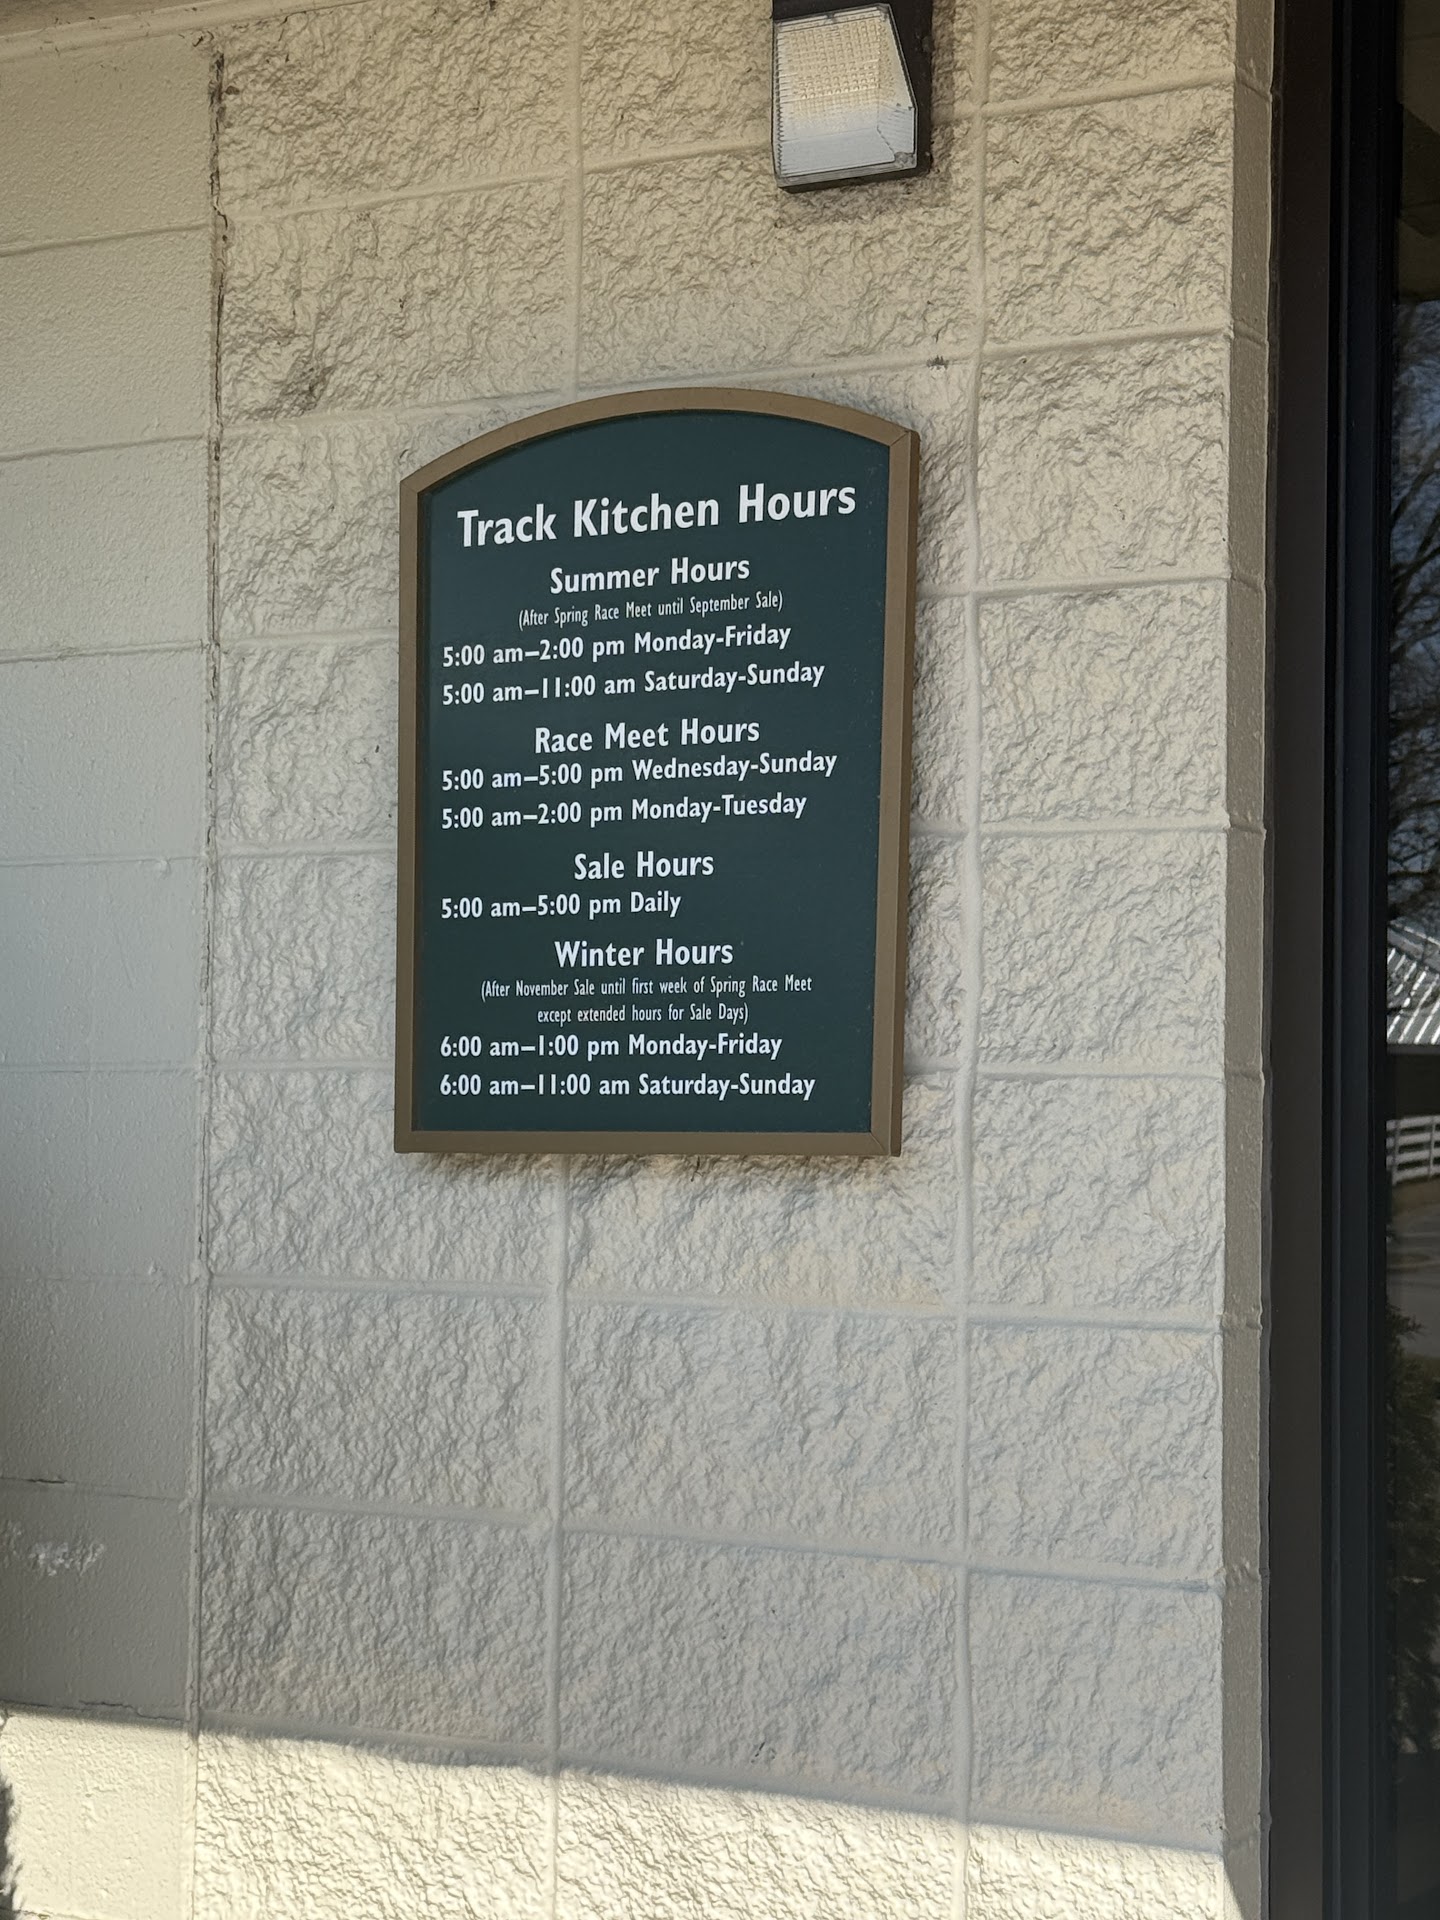 Track Kitchen Hours
Summer Hours
(After Spring Race Meet until September Sale)
5:00 am–2:00 pm Monday-Friday
5:00 am–11:00 am Saturday-Sunday
Race Meet Hours
5:00 am–5:00 pm Wednesday-Sunday
5:00 am–2:00 pm Monday-Tuesday
Sale Hours
5:00 am–5:00 pm Daily
Winter Hours
(After November Sale until first week of Spring Race Meet
except extended hours for Sale Days)
6:00 am–1:00 pm Monday-Friday
6:00 am–11:00 am Saturday-Sunday